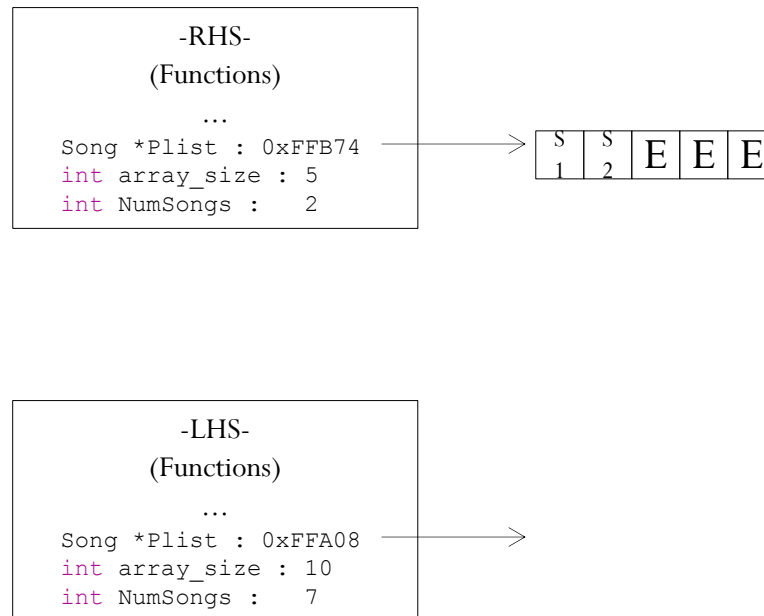 -RHS-
(Functions)
...
Song *Plist : 0xFFB74
int array_size : 5
int NumSongs : 2
S S E E E
1 2
-LHS-
(Functions)
...
Song *Plist : 0xFFA08
int array_size : 10
int NumSongs : 7